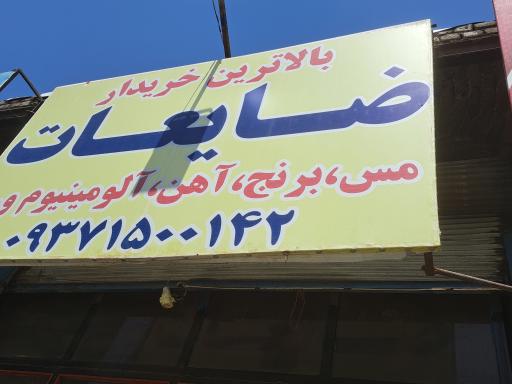 بالاترین خریدار
ضایعات
مس،برنج،آهن،آلومینیوم و
۰۹۳۷۱۵۰۰۱۴۲